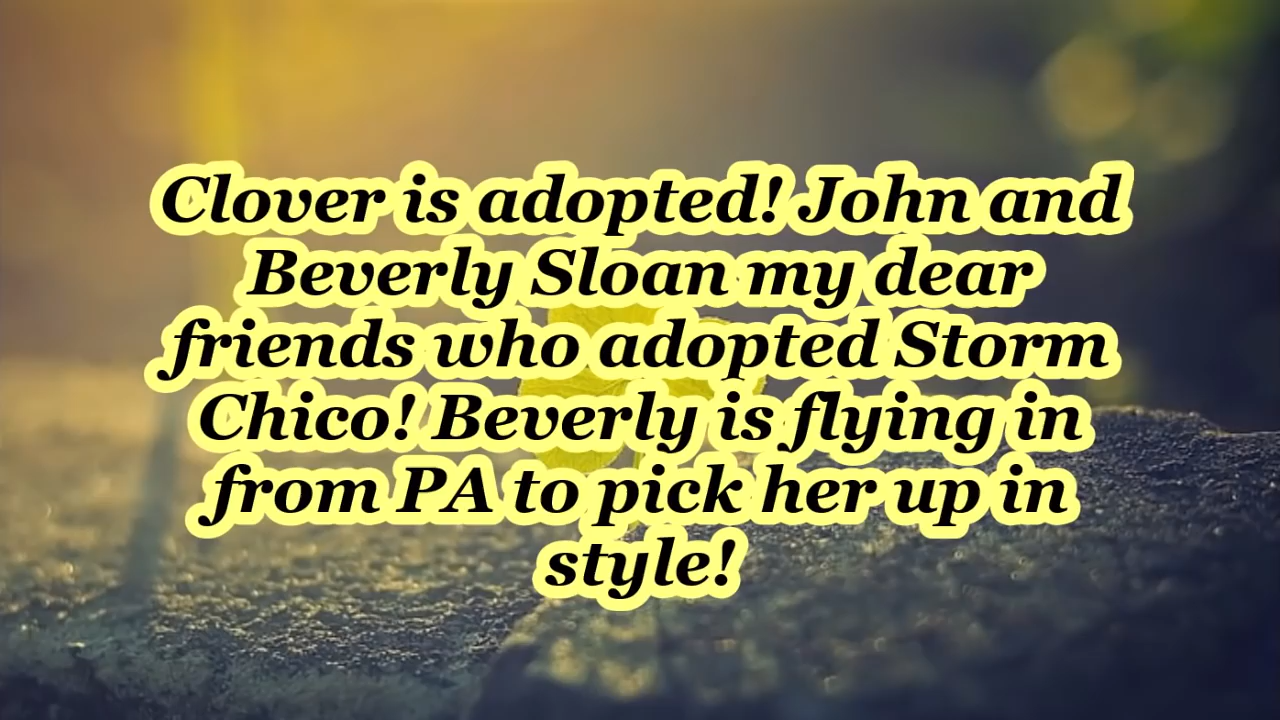 Clover is adopted! John and
Beverly Sloan my dear
friends who adopted Storm
Chico! Beverly is flying in
from PA to pick her up in
style!